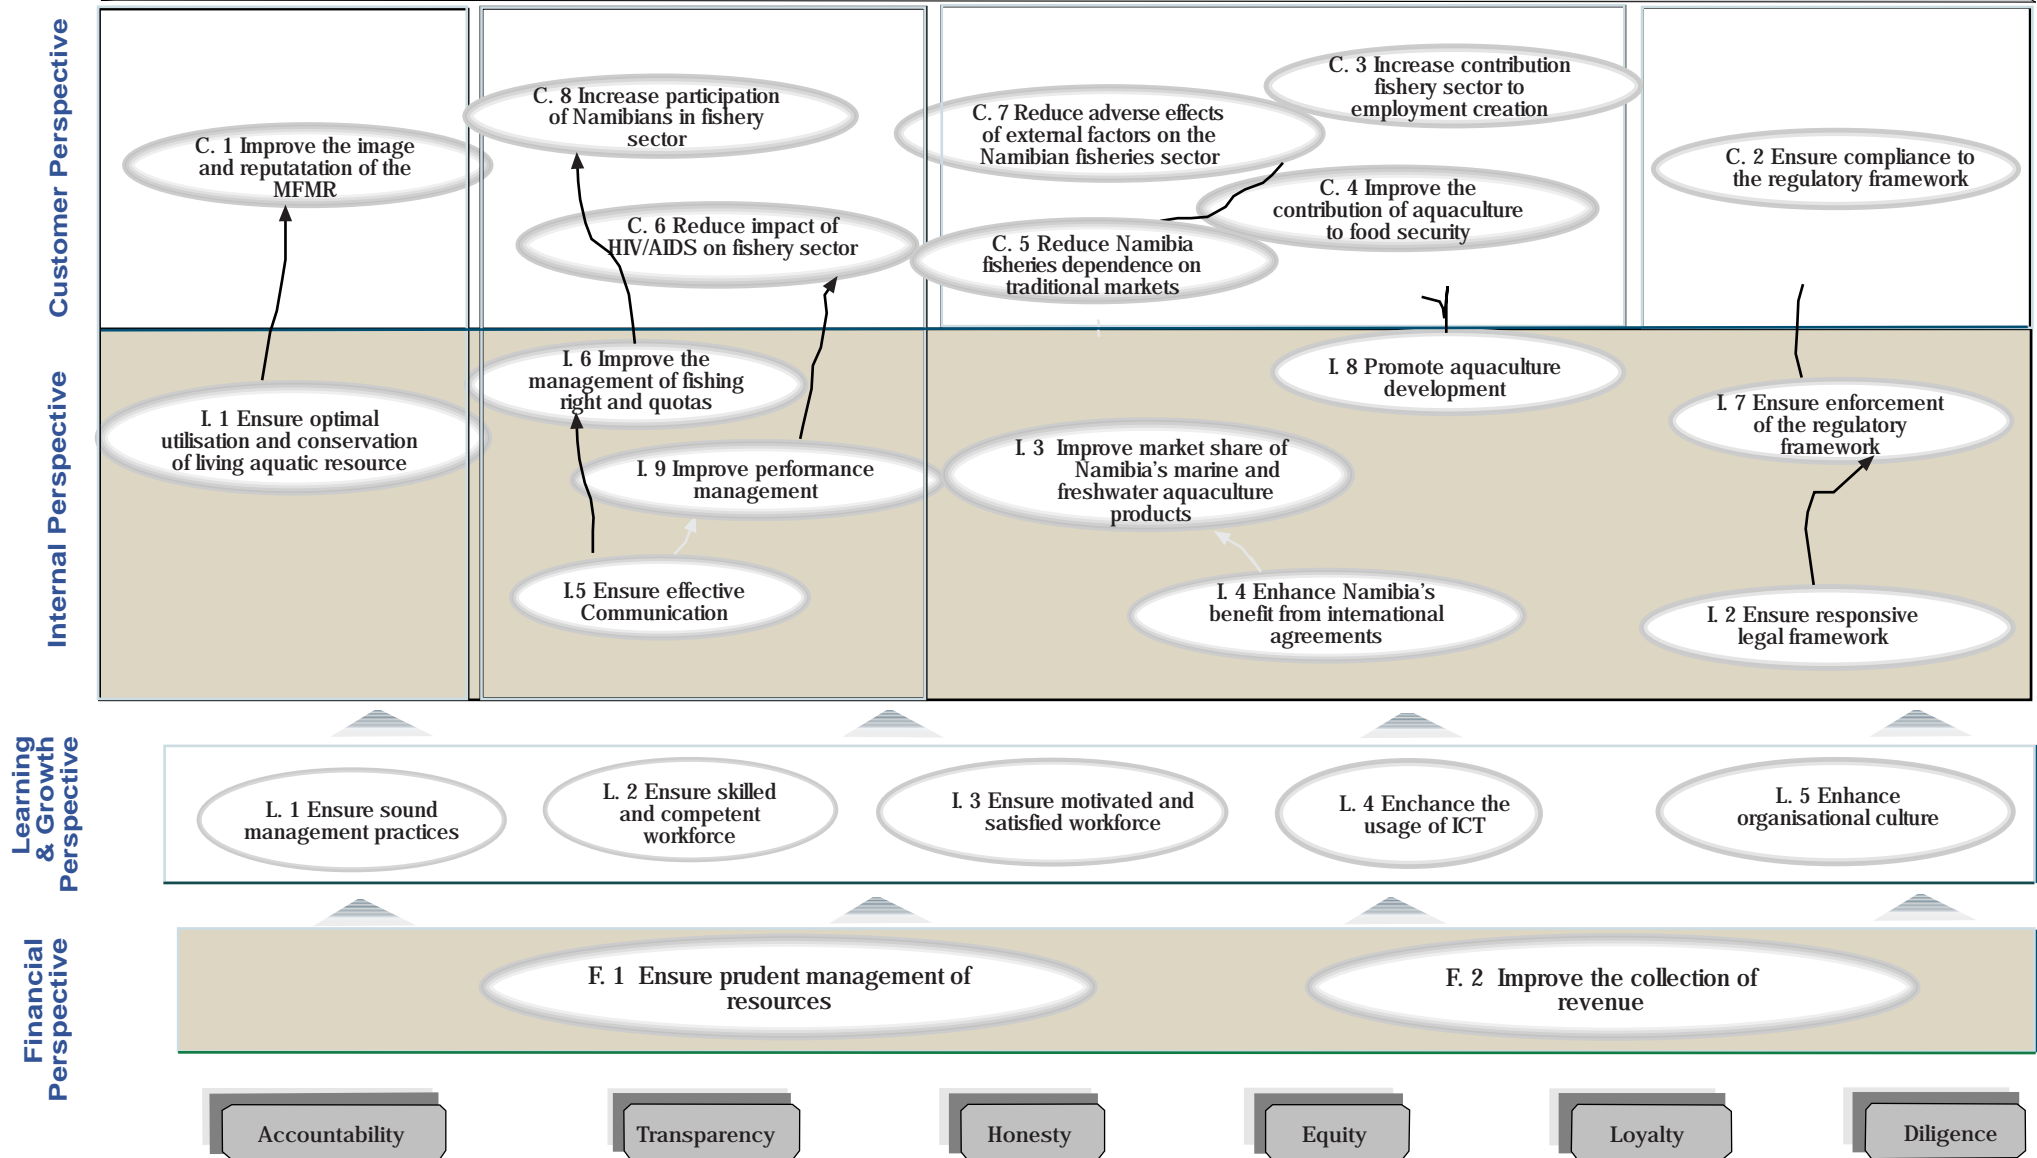 Customer Perspective
C. 1 Improve the image
and reputatation of the
MFMR
C. 8 Increase participation
of Namibians in fishery
sector
C. 6 Reduce impact of
HIV/AIDS on fishery sector
C. 7 Reduce adverse effects
of external factors on the
Namibian fisheries sector
C. 3 Increase contribution
fishery sector to
employment creation
C. 4 Improve the
contribution of aquaculture
to food security
C. 5 Reduce Namibia
fisheries dependence on
traditional markets
C. 2 Ensure compliance to
the regulatory framework
Internal Perspective
I. 1 Ensure optimal
utilisation and conservation
of living aquatic resource
I. 6 Improve the
management of fishing
right and quotas
I. 9 Improve performance
management
I.5 Ensure effective
Communication
I. 3 Improve market share of
Namibia's marine and
freshwater aquaculture
products
I. 8 Promote aquaculture
development
I. 4 Enhance Namibia's
benefit from international
agreements
I. 7 Ensure enforcement
of the regulatory
framework
I. 2 Ensure responsive
legal framework
Learning
& Growth
Perspective
L. 1 Ensure sound
management practices
L. 2 Ensure skilled
and competent
workforce
I. 3 Ensure motivated and
satisfied workforce
L. 4 Enchance the
usage of ICT
L. 5 Enhance
organisational culture
Financial
Perspective
F. 1 Ensure prudent management of
resources
F. 2 Improve the collection of
revenue
Accountability
Transparency
Honesty
Equity
Loyalty
Diligence